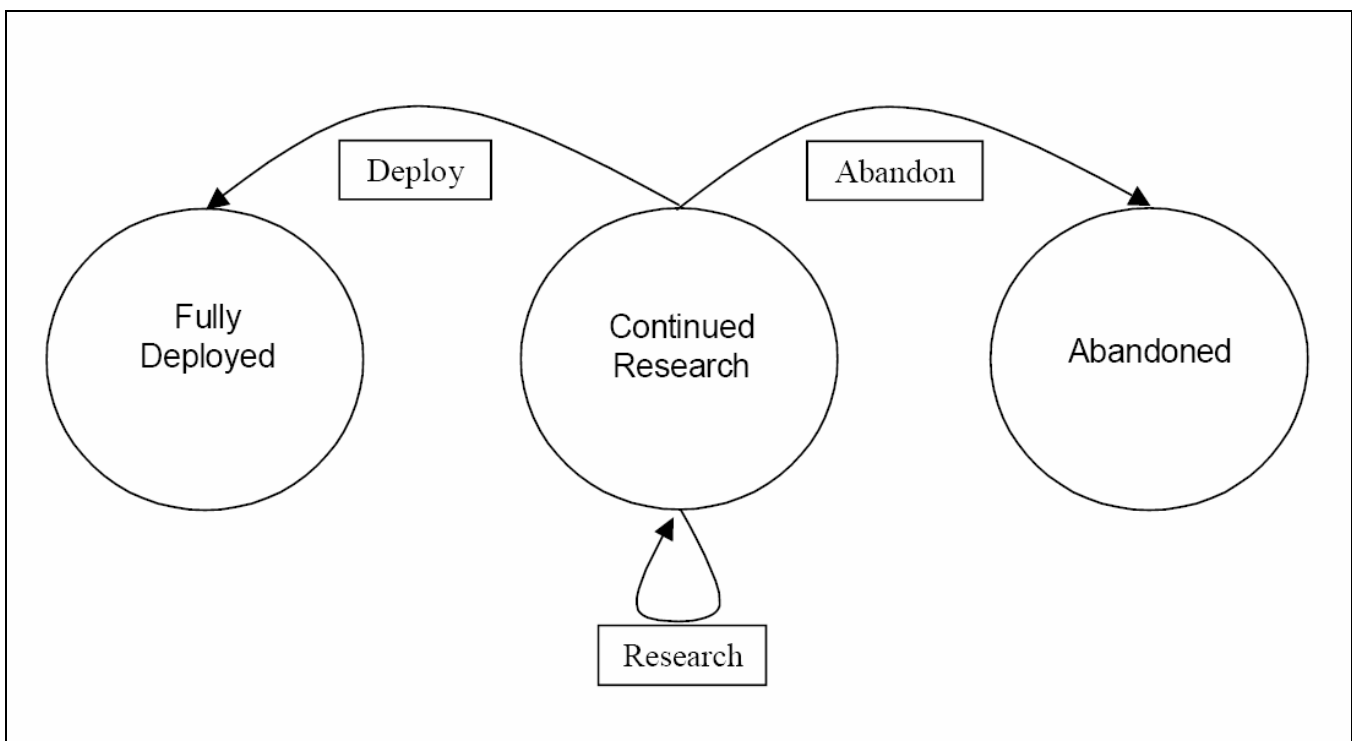 Deploy
Abandon
Fully
Deployed
Continued
Research
Abandoned
Research